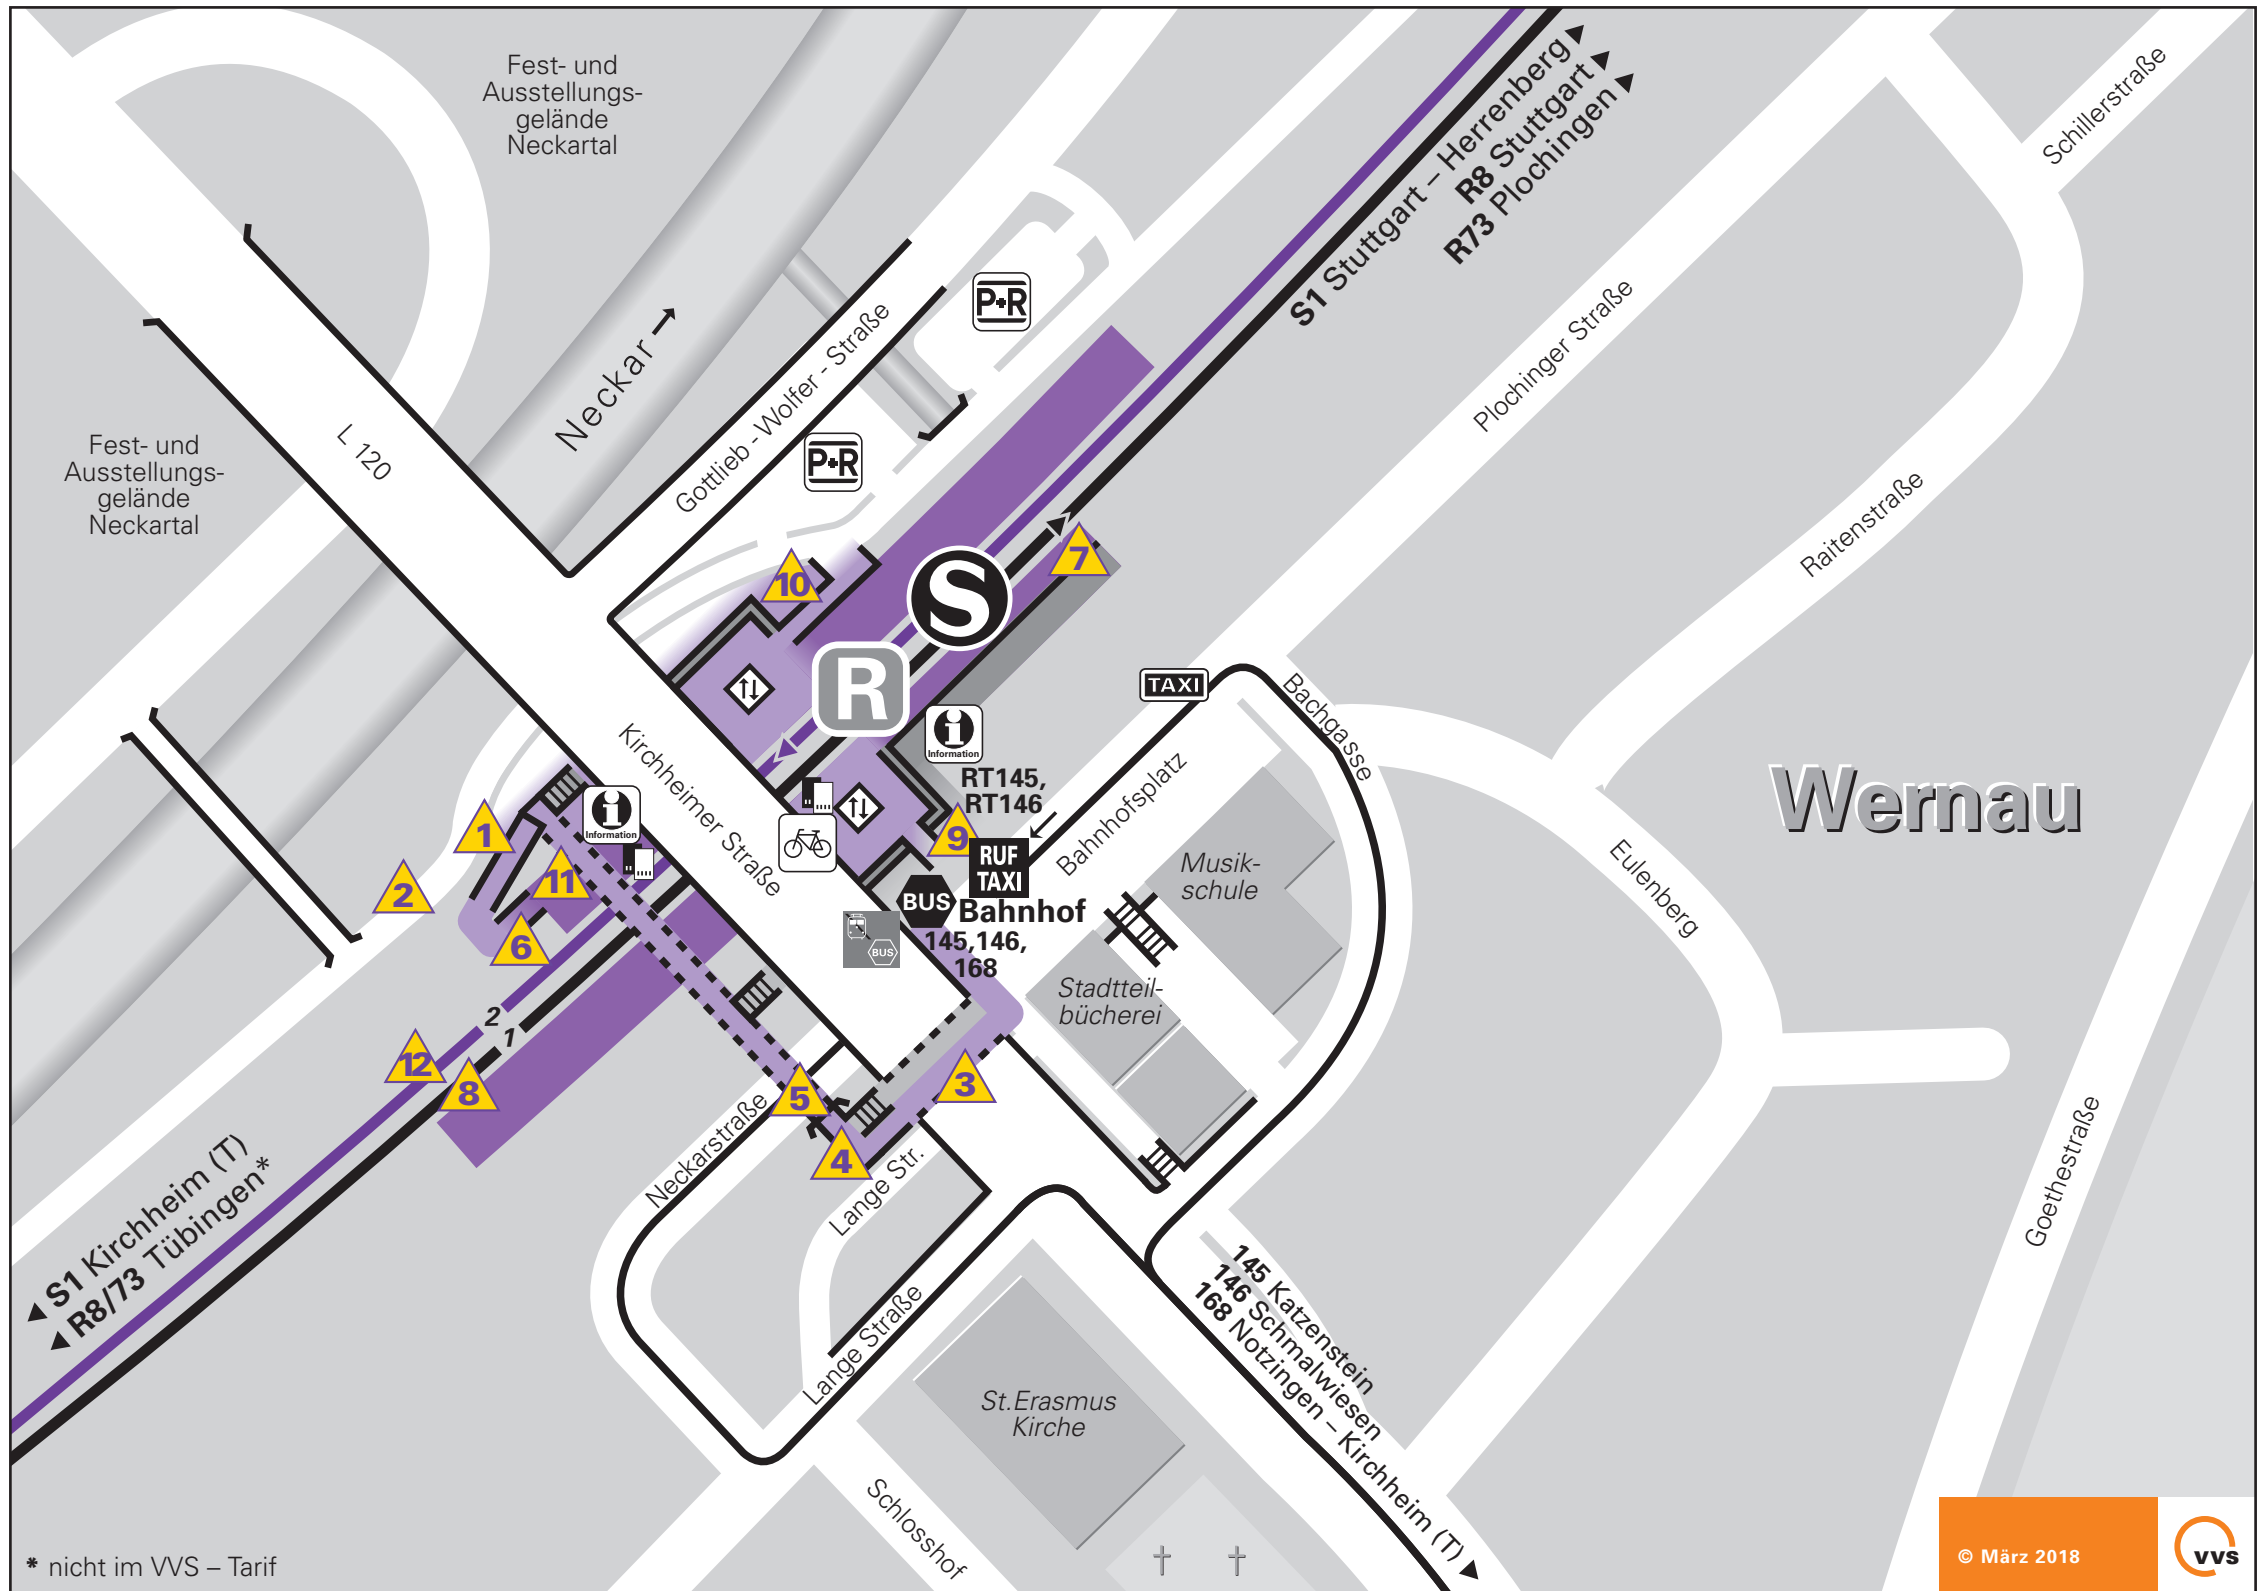 Fest- und
Ausstellungs-
gelände
Neckartal
Fest- und
Ausstellungs-
gelände
Neckartal
L 120
Neckar →
Gottlieb - Wolfer - Straße
P+R
P+R
S1 Stuttgart – Herrenberg
R8 Stuttgart
R73 Plochingen
Schillerstraße
Plochinger Straße
Raitenstraße
10
7
S
R
TAXI
Bachgasse
Kirchheimer Straße
i
Information
RT145,
RT146
Bahnhofsplatz
Wernau
i
Information
1
2
11
6
9
RUF
TAXI
BUS
Bahnhof
145,146,
168
BUS
Musik-
schule
Eulenberg
Stadtteil-
bücherei
2
1
12
8
5
3
4
Neckarstraße
Lange Str.
Lange Straße
Goethestraße
S1 Kirchheim (T)
R8/73 Tübingen*
145 Katzenstein
146 Schmalwiesen
168 Notzingen – Kirchheim (T)
St.Erasmus
Kirche
Schlosshof
* nicht im VVS – Tarif
© März 2018
vvs